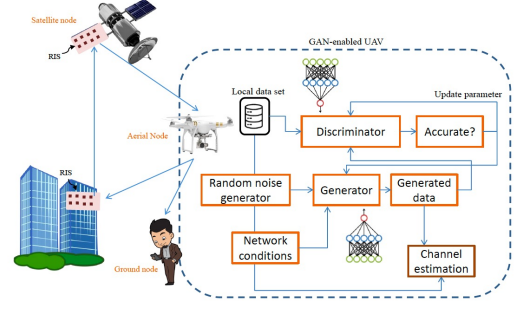 Satellite node
GAN-enabled UAV
RIS
Local data set
Update parameter
Aerial Node
Discriminator
Accurate?
RIS
Random noise
generator
Generator
Generated
data
Network
conditions
Channel
estimation
Ground node